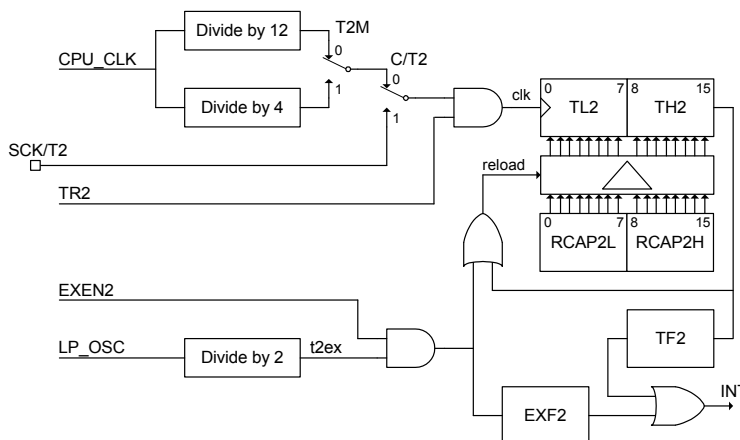 Divide by 12
T2M
0
CPU_CLK
C/T2
0
1
Divide by 4
1
clk
0
7
8
15
TL2
TH2
SCK/T2
reload
TR2
0
7
8
15
RCAP2L
RCAP2H
EXEN2
LP_OSC
Divide by 2
t2ex
TF2
EXF2
INT